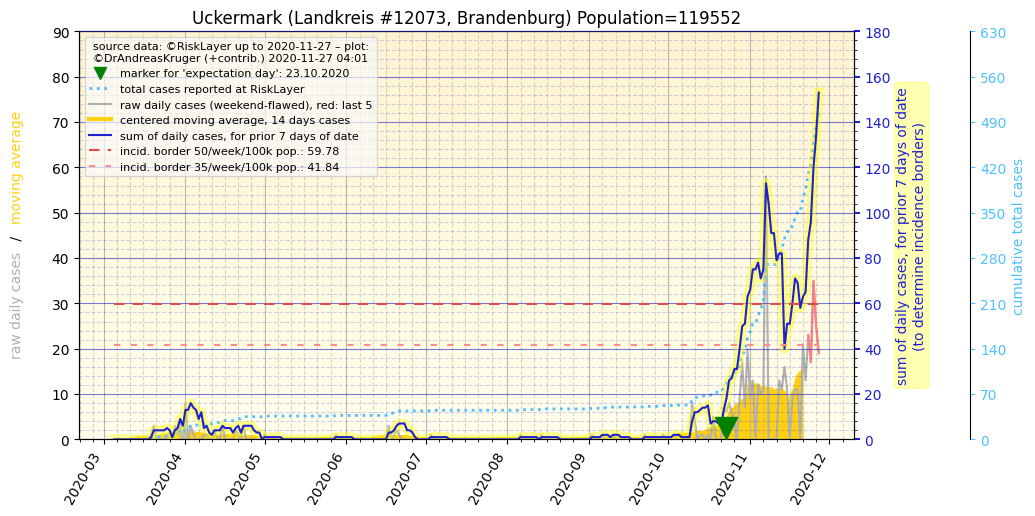 Uckermark (Landkreis #12073, Brandenburg) Population=119552
source data: ©RiskLayer up to 2020-11-27 – plot:
©DrAndreasKruger (+contrib.) 2020-11-27 04:01
marker for 'expectation day': 23.10.2020
total cases reported at RiskLayer
raw daily cases (weekend-flawed), red: last 5
centered moving average, 14 days cases
sum of daily cases, for prior 7 days of date
incid. border 50/week/100k pop.: 59.78
incid. border 35/week/100k pop.: 41.84
raw daily cases / moving average
90
80
70
60
50
40
30
20
10
0
2020-03
2020-04
2020-05
2020-06
2020-07
2020-08
2020-09
2020-10
2020-11
2020-12
180
160
140
120
100
80
60
40
20
0
sum of daily cases, for prior 7 days of date
(to determine incidence borders)
630
560
490
420
350
280
210
140
70
0
cumulative total cases